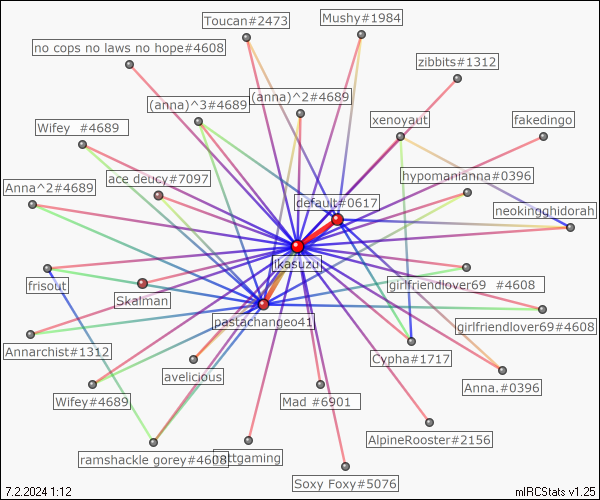 Toucan#2473
Mushy#1984
no cops no laws no hope#4608
zibbits#1312
(anna)^3#4689
(anna)^2#4689
xenoyaut
fakedingo
Wifey #4689
ace deucy#7097
hypomanianna#0396
Anna^2#4689
default#0617
neokingghidorah
ikasuzu
frisout
Skallnan
girlfriendlover69 #4608
pastachangeo41
girlfriendlover69#4608
Annarchist#1312
Cypha#1717
avelicious
Anna.#0396
Wifey#4689
Mad #6901
AlpineRooster#2156
ramshackle gorey#4608
Soxy Foxy#5076
7.2.2024 1:12
mIRCStats v1.25